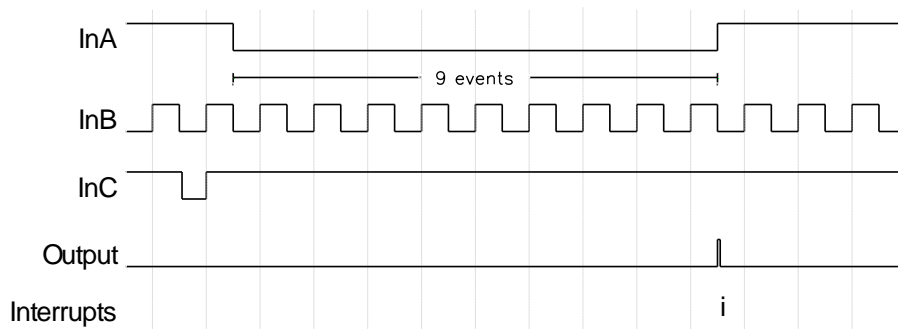 InA
9 events
InB
InC
Output
Interrupts
i